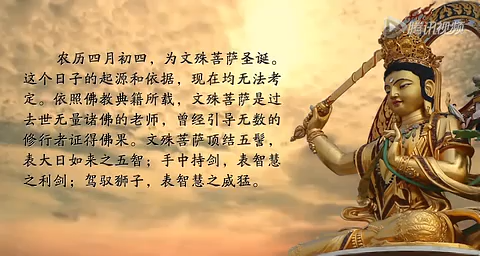 腾讯视频
农历四月初四，为文殊菩萨圣诞。
这个日子的起源和依据，现在均无法考
定。依照佛教典籍所载，文殊菩萨是过
去世无量诸佛的老师，曾经引导无数的
修行者证得佛果。文殊菩萨顶结五髻，
表大日如来之五智；手中持剑，表智慧
之利剑；驾驭狮子，表智慧之威猛。